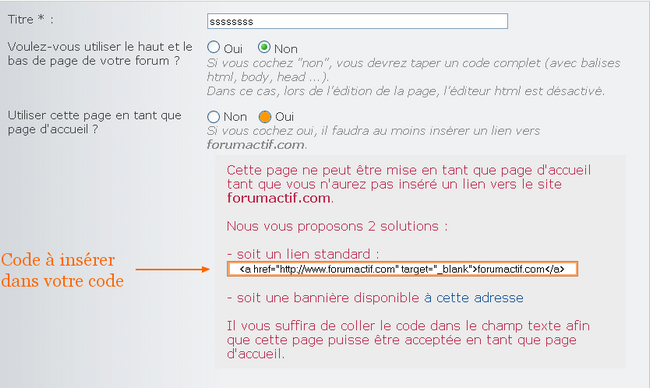 Titre * :
ssssssss
Voulez-vous utiliser le haut et le
bas de page de votre forum ?
Oui Non
Si vous cochez "non", vous devrez taper un code complet (avec balises
html, body, head ...).
Dans ce cas, lors de l'édition de la page, l'éditeur html est désactivé.
Utiliser cette page en tant que
page d'accueil ?
Non Oui
Si vous cochez oui, il faudra au moins insérer un lien vers
forumactif.com.
Cette page ne peut être mise en tant que page d'accueil
tant que vous n'aurez pas inséré un lien vers le site
forumactif.com.
Nous vous proposons 2 solutions :
- soit un lien standard :
<a href="http://www.forumactif.com" target="_blank">forumactif.com</a>
Code à insérer
dans votre code
- soit une bannière disponible à cette adresse
Il vous suffira de coller le code dans le champ texte afin
que cette page puisse être acceptée en tant que page
d'accueil.